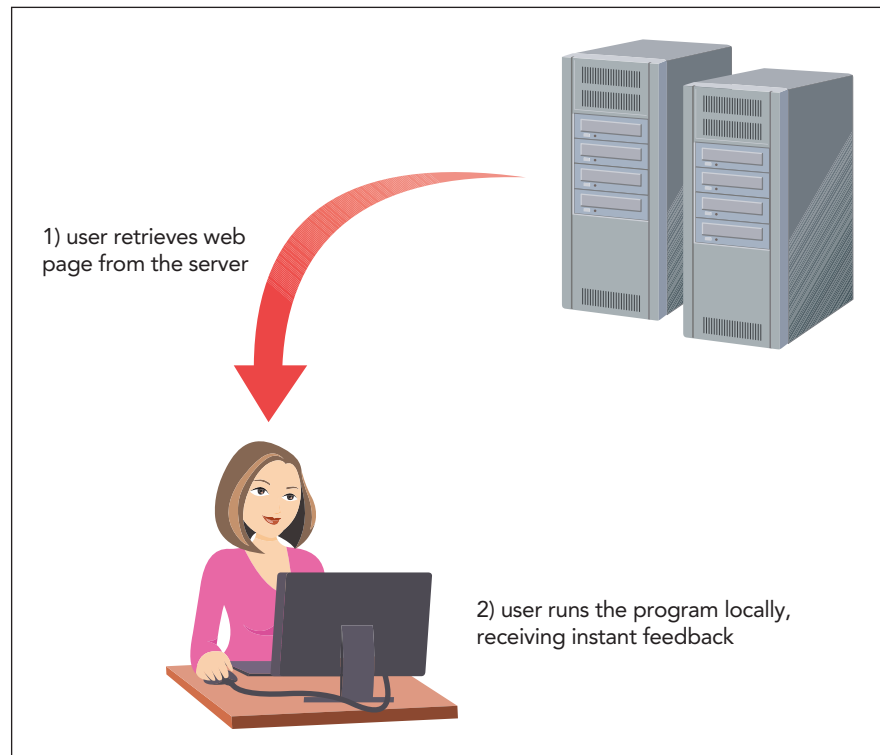 1) user retrieves web
page from the server
2) user runs the program locally,
receiving instant feedback